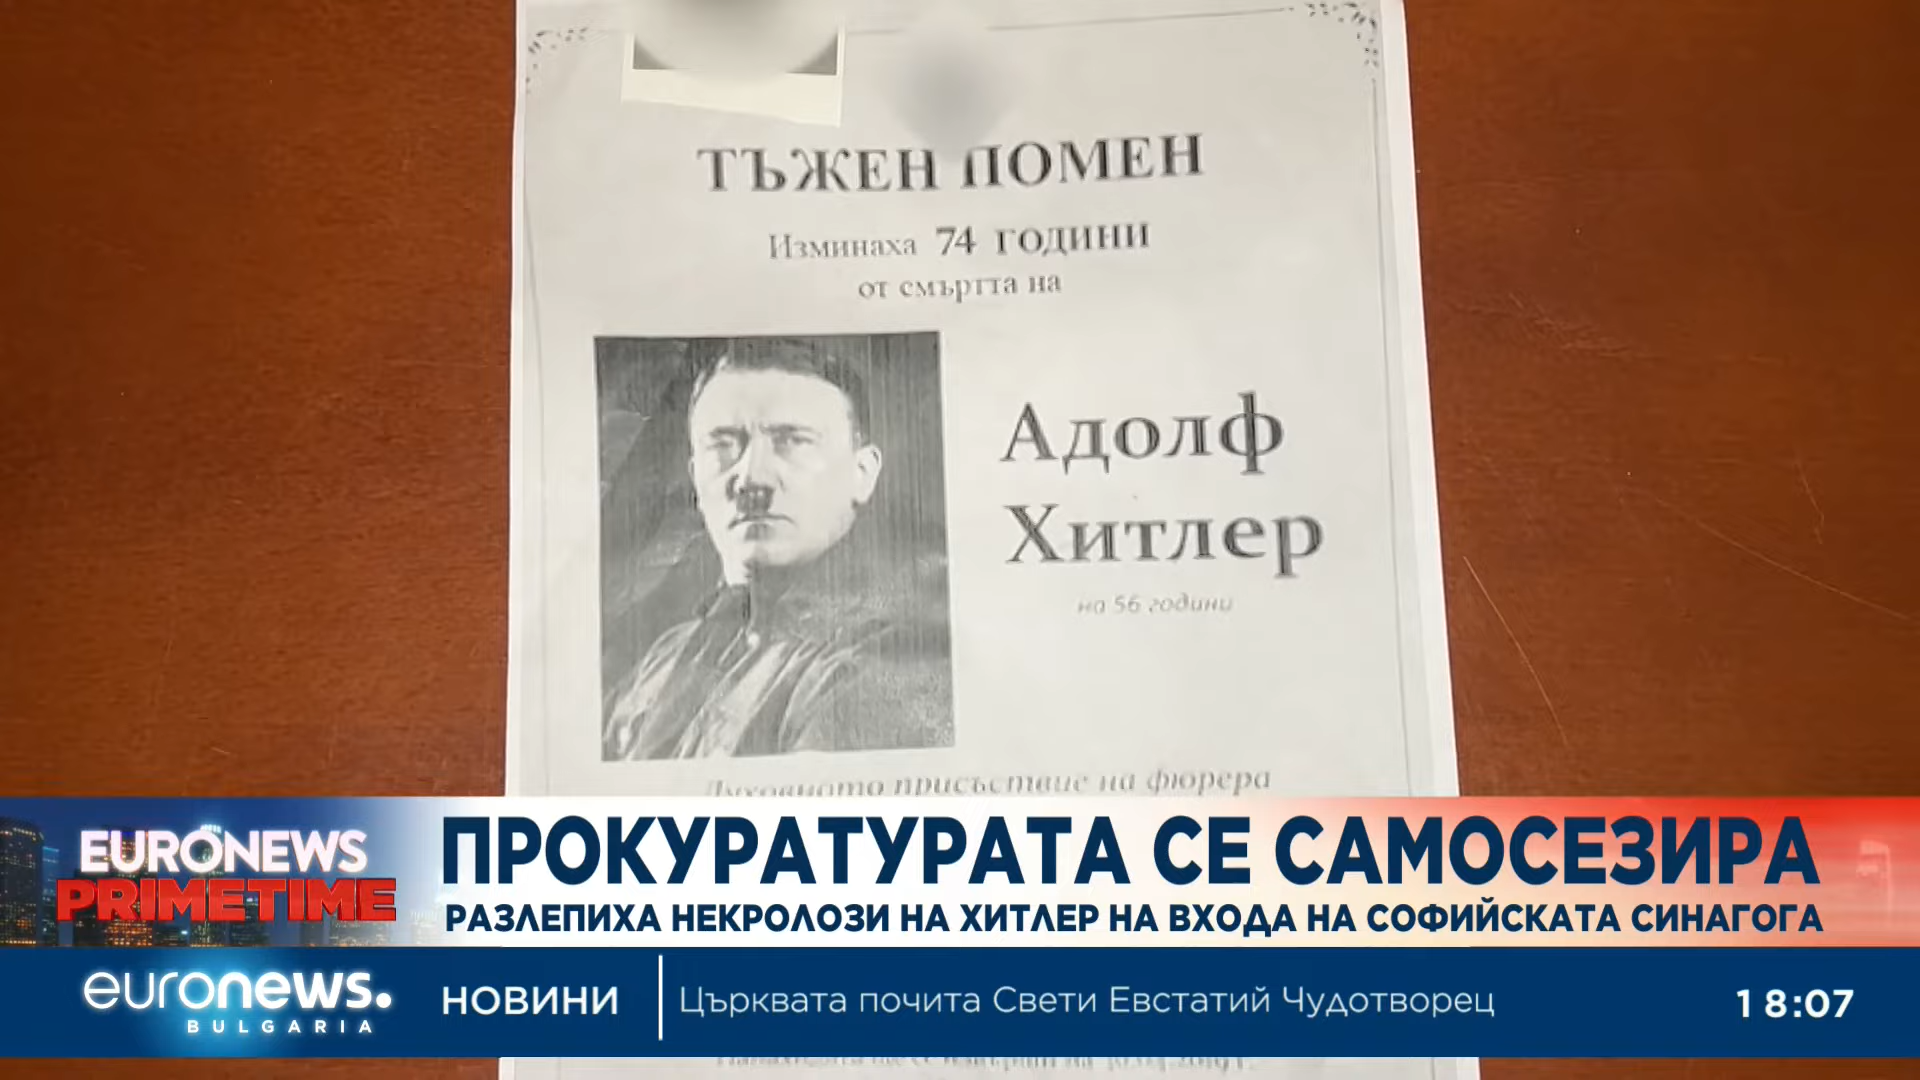 ТЪЖЕН ПОМЕН
Изминаха 74 ГОДИНИ
от смъртта на
Адолф
Хитлер
на 56 години
Духовното присъствие на фюрера
EURONEWS
PRIMETIME
ПРОКУРАТУРАТА СЕ САМОСЕЗИРА
РАЗЛЕПИХА НЕКРОЛОЗИ НА ХИТЛЕР НА ВХОДА НА СОФИЙСКАТА СИНАГОГА
euronews.
BULGARIA
НОВИНИ
Църквата почита Свети Евстатий Чудотворец
18:07